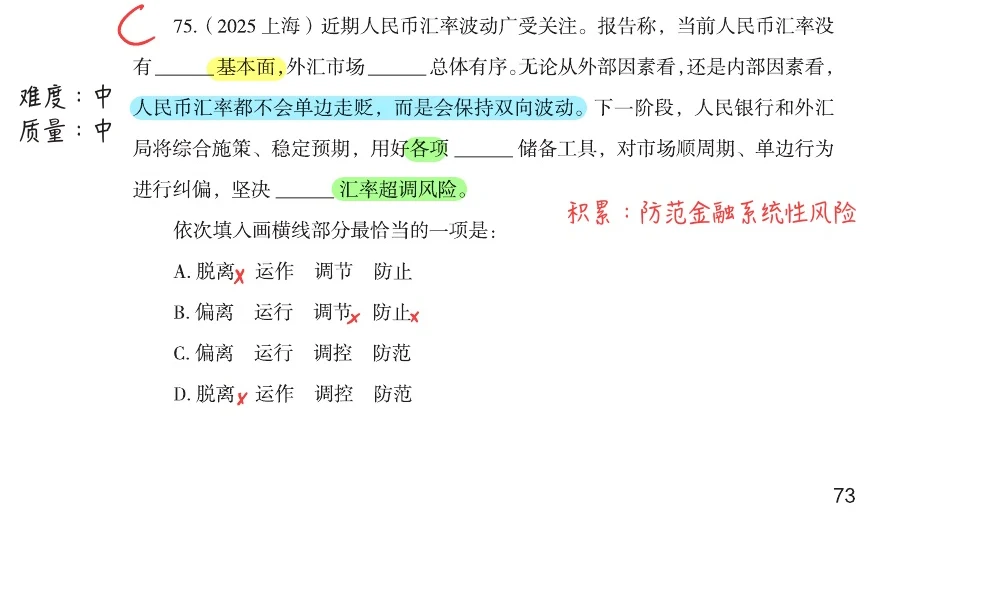 C 75.（2025 上海）近期人民币汇率波动广受关注。报告称，当前人民币汇率没
有______基本面，外汇市场______总体有序。无论从外部因素看，还是内部因素看，
难度：中
人民币汇率都不会单边走贬，而是会保持双向波动。下一阶段，人民银行和外汇
质量：中
局将综合施策、稳定预期，用好各项______储备工具，对市场顺周期、单边行为
进行纠偏，坚决______汇率超调风险。
积累：防范金融系统性风险
依次填入画横线部分最恰当的一项是：
A. 脱离x 运作 调节 防止
B. 偏离 运行 调节x 防止x
C. 偏离 运行 调控 防范
D. 脱离x 运作 调控 防范
73